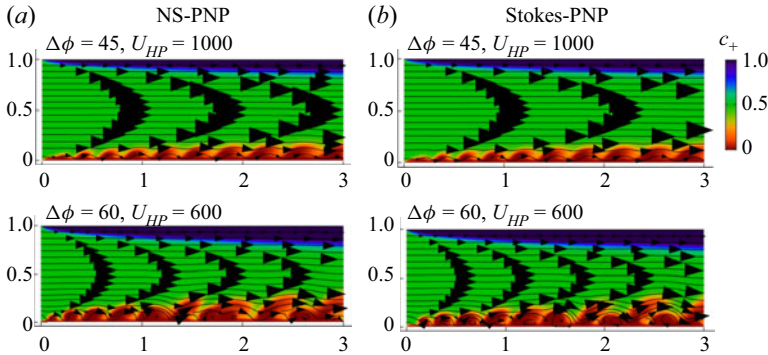 (a) NS-PNP (b) Stokes-PNP
Δϕ = 45, U_HP = 1000 Δϕ = 45, U_HP = 1000 c₊
1.0 1.0 1.0
0.5 0.5
0 0 0
0 1 2 3 0 1 2 3
Δϕ = 60, U_HP = 600 Δϕ = 60, U_HP = 600
1.0 1.0
0.5 0.5
0 0
0 1 2 3 0 1 2 3